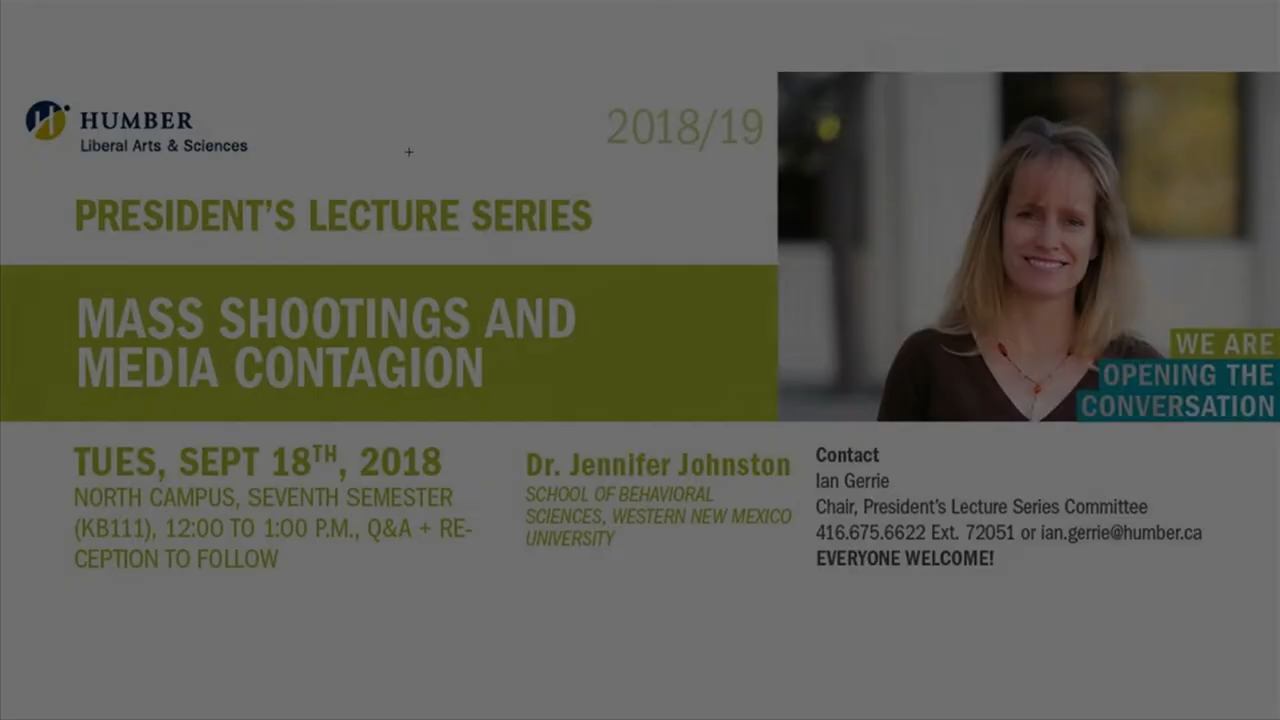 HUMBER
Liberal Arts & Sciences
2018/19
PRESIDENT'S LECTURE SERIES
MASS SHOOTINGS AND
MEDIA CONTAGION
WE ARE
OPENING THE
CONVERSATION
TUES, SEPT 18TH, 2018
NORTH CAMPUS, SEVENTH SEMESTER
(KB111), 12:00 TO 1:00 P.M., Q&A + RE-
CEPTION TO FOLLOW
Dr. Jennifer Johnston
SCHOOL OF BEHAVIORAL
SCIENCES, WESTERN NEW MEXICO
UNIVERSITY
Contact
Ian Gerrie
Chair, President's Lecture Series Committee
416.675.6622 Ext. 72051 or ian.gerrie@humber.ca
EVERYONE WELCOME!